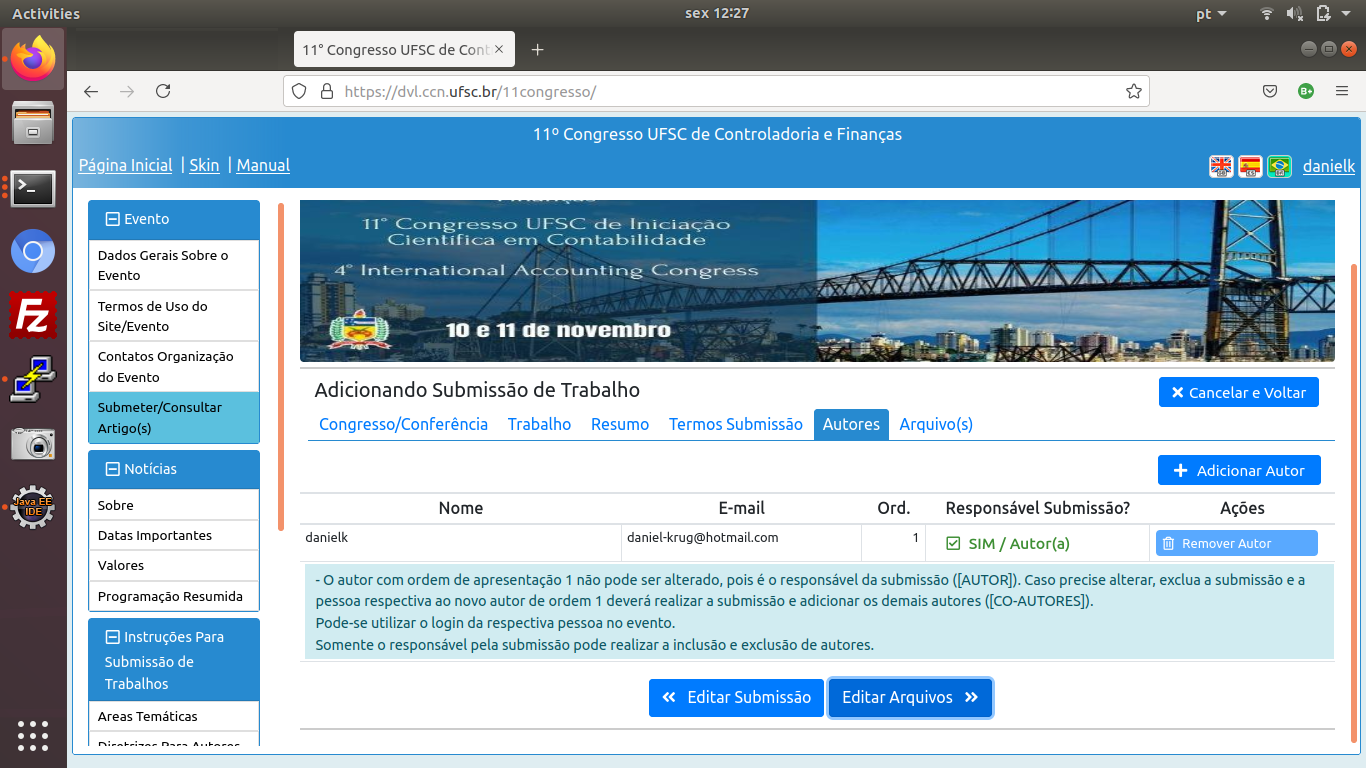 Activities
sex 12:27
pt
11° Congresso UFSC de Cont
https://dvl.ccn.ufsc.br/11congresso/
B+
11º Congresso UFSC de Controladoria e Finanças
Página Inicial | Skin | Manual
danielk
Evento
Dados Gerais Sobre o
Evento
Termos de Uso do
Site/Evento
Contatos Organização
do Evento
Submeter/Consultar
Artigo(s)
Notícias
Sobre
Datas Importantes
Valores
Programação Resumida
Instruções Para
Submissão de
Trabalhos
Areas Temáticas
Diretrizes Para Autores
Finanças
11° Congresso UFSC de Iniciação
Científica em Contabilidade
4° International Accounting Congress
10 e 11 de novembro
Adicionando Submissão de Trabalho
Cancelar e Voltar
Congresso/Conferência Trabalho Resumo Termos Submissão Autores Arquivo(s)
Adicionar Autor
Nome E-mail Ord. Responsável Submissão? Ações
danielk daniel-krug@hotmail.com 1 SIM / Autor(a) Remover Autor
- O autor com ordem de apresentação 1 não pode ser alterado, pois é o responsável da submissão ([AUTOR]). Caso precise alterar, exclua a submissão e a
pessoa respectiva ao novo autor de ordem 1 deverá realizar a submissão e adicionar os demais autores ([CO-AUTORES]).
Pode-se utilizar o login da respectiva pessoa no evento.
Somente o responsável pela submissão pode realizar a inclusão e exclusão de autores.
Editar Submissão
Editar Arquivos
Java EE
IDE